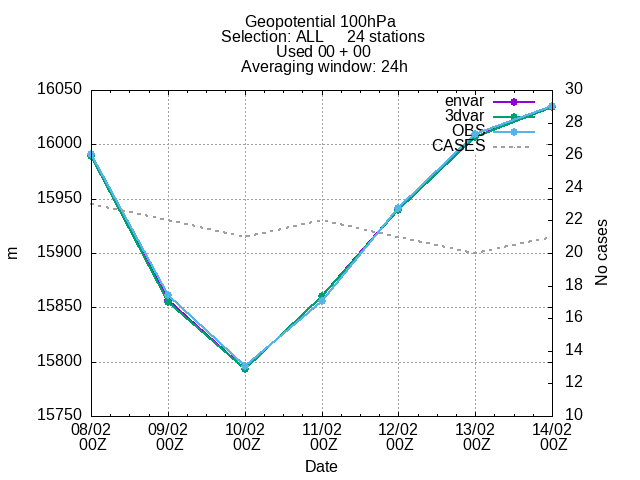 Geopotential 100hPa
Selection: ALL 24 stations
Used 00 + 00
Averaging window: 24h
envar
3dvar
OBS
CASES
16050
16000
15950
15900
15850
15800
15750
m
30
28
26
24
22
20
18
16
14
12
10
No cases
08/02 09/02 10/02 11/02 12/02 13/02 14/02
00Z 00Z 00Z 00Z 00Z 00Z 00Z
Date